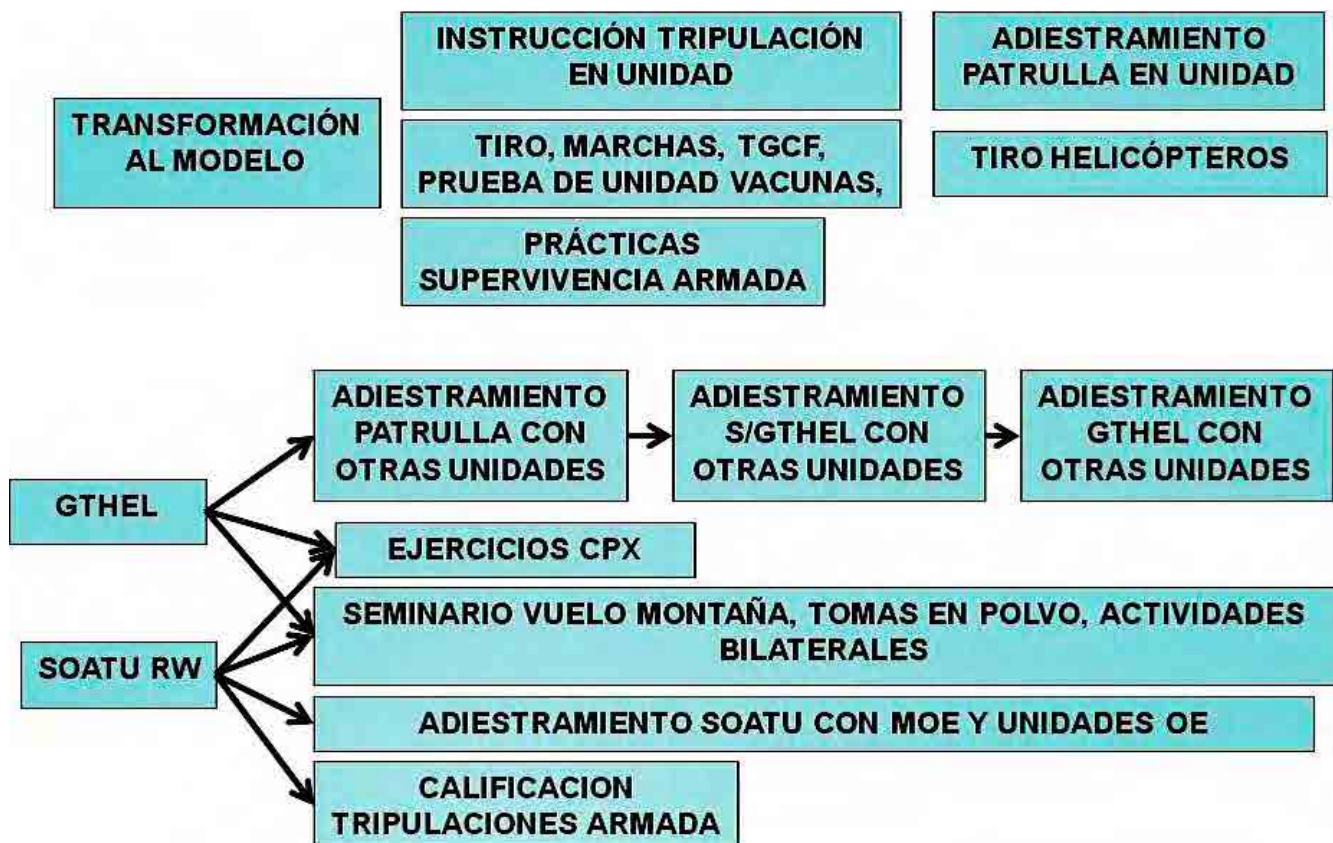 INSTRUCCIÓN TRIPULACIÓN
EN UNIDAD
ADIESTRAMIENTO
PATRULLA EN UNIDAD
TRANSFORMACIÓN
AL MODELO
TIRO, MARCHAS, TGCF,
PRUEBA DE UNIDAD VACUNAS,
TIRO HELICÓPTEROS
PRÁCTICAS
SUPERVIVENCIA ARMADA
ADIESTRAMIENTO
PATRULLA CON
OTRAS UNIDADES
ADIESTRAMIENTO
S/GTHEL CON
OTRAS UNIDADES
ADIESTRAMIENTO
GTHEL CON
OTRAS UNIDADES
GTHEL
EJERCICIOS CPX
SEMINARIO VUELO MONTAÑA, TOMAS EN POLVO, ACTIVIDADES
BILATERALES
SOATU RW
ADIESTRAMIENTO SOATU CON MOE Y UNIDADES OE
CALIFICACION
TRIPULACIONES ARMADA